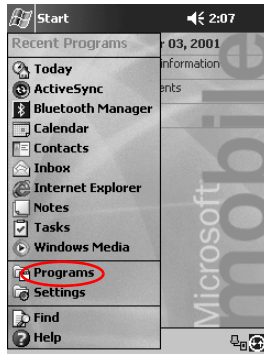 Start 2:07
Recent Programs
r 03, 2001
Today
information
ActiveSync
ents
Bluetooth Manager
Calendar
Contacts
Inbox
Internet Explorer
Notes
Tasks
Windows Media
Programs
Settings
Find
Help
Microsoft
mobile